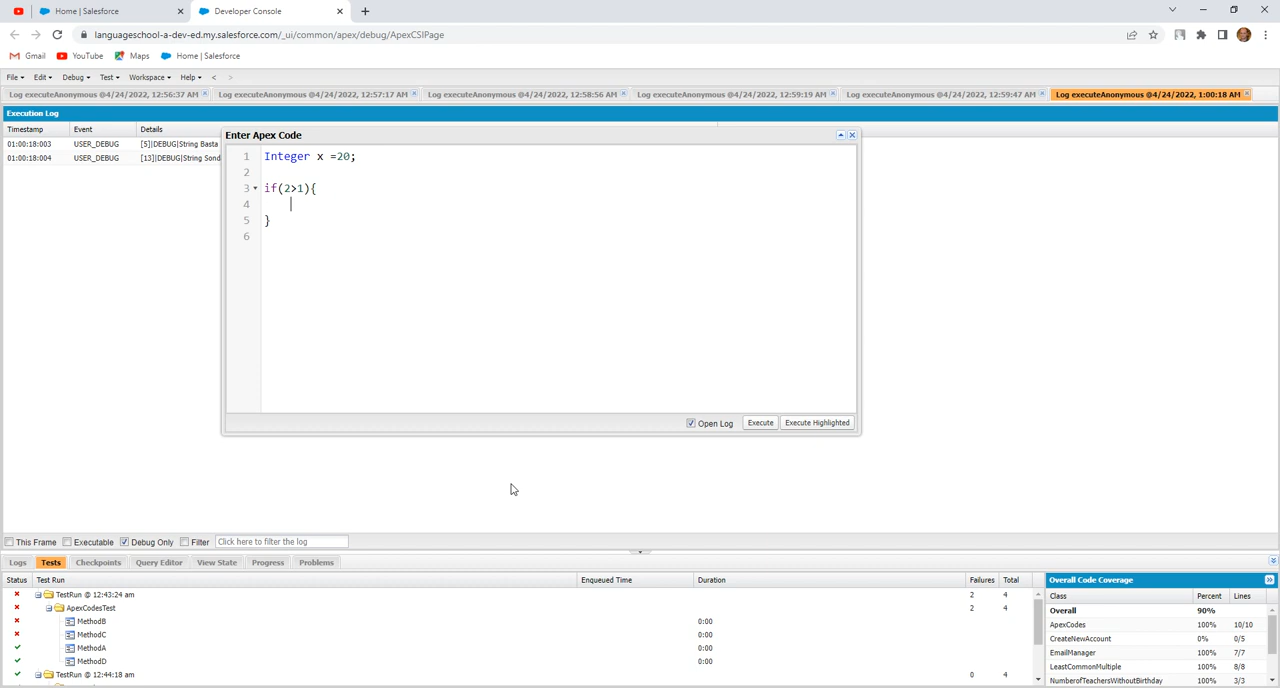 Home | Salesforce
Developer Console
languageschool-a-dev-ed.my.salesforce.com/_ui/common/apex/debug/ApexCSIPage
Gmail YouTube Maps Home | Salesforce
File Edit Debug Test Workspace Help < >
Log executeAnonymous @4/24/2022, 12:56:37 AM Log executeAnonymous @4/24/2022, 12:57:17 AM Log executeAnonymous @4/24/2022, 12:58:56 AM Log executeAnonymous @4/24/2022, 12:59:19 AM Log executeAnonymous @4/24/2022, 12:59:47 AM Log executeAnonymous @4/24/2022, 1:00:18 AM
Execution Log
Timestamp Event Details
01:00:18:003 USER_DEBUG [5]|DEBUG|String Basta
01:00:18:004 USER_DEBUG [13]|DEBUG|String Sond
Enter Apex Code
1 Integer x =20;
2
3 if(2>1){
4
5 }
6
Open Log Execute Execute Highlighted
This Frame Executable Debug Only Filter Click here to filter the log
Logs Tests Checkpoints Query Editor View State Progress Problems
Status Test Run Enqueued Time Duration Failures Total
TestRun @ 12:43:24 am 2 4
ApexCodesTest 2 4
MethodB 0:00
MethodC 0:00
MethodA 0:00
MethodD 0:00
TestRun @ 12:44:18 am 0 4
Overall Code Coverage
Class Percent Lines
Overall 90%
ApexCodes 100% 10/10
CreateNewAccount 0% 0/5
EmailManager 100% 7/7
LeastCommonMultiple 100% 8/8
NumberofTeachersWithoutBirthday 100% 3/3